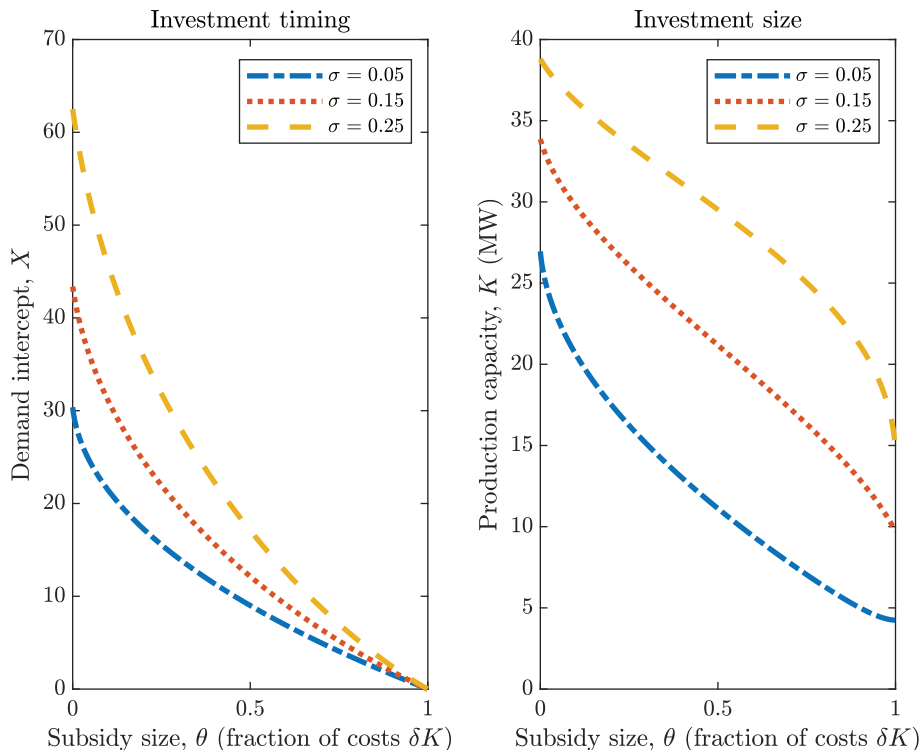 Investment timing
70
60
50
40
30
20
10
0
Demand intercept, X
σ = 0.05
σ = 0.15
σ = 0.25
0 0.5 1
Subsidy size, θ (fraction of costs δK)
Investment size
40
35
30
25
20
15
10
5
0
Production capacity, K (MW)
σ = 0.05
σ = 0.15
σ = 0.25
0 0.5 1
Subsidy size, θ (fraction of costs δK)